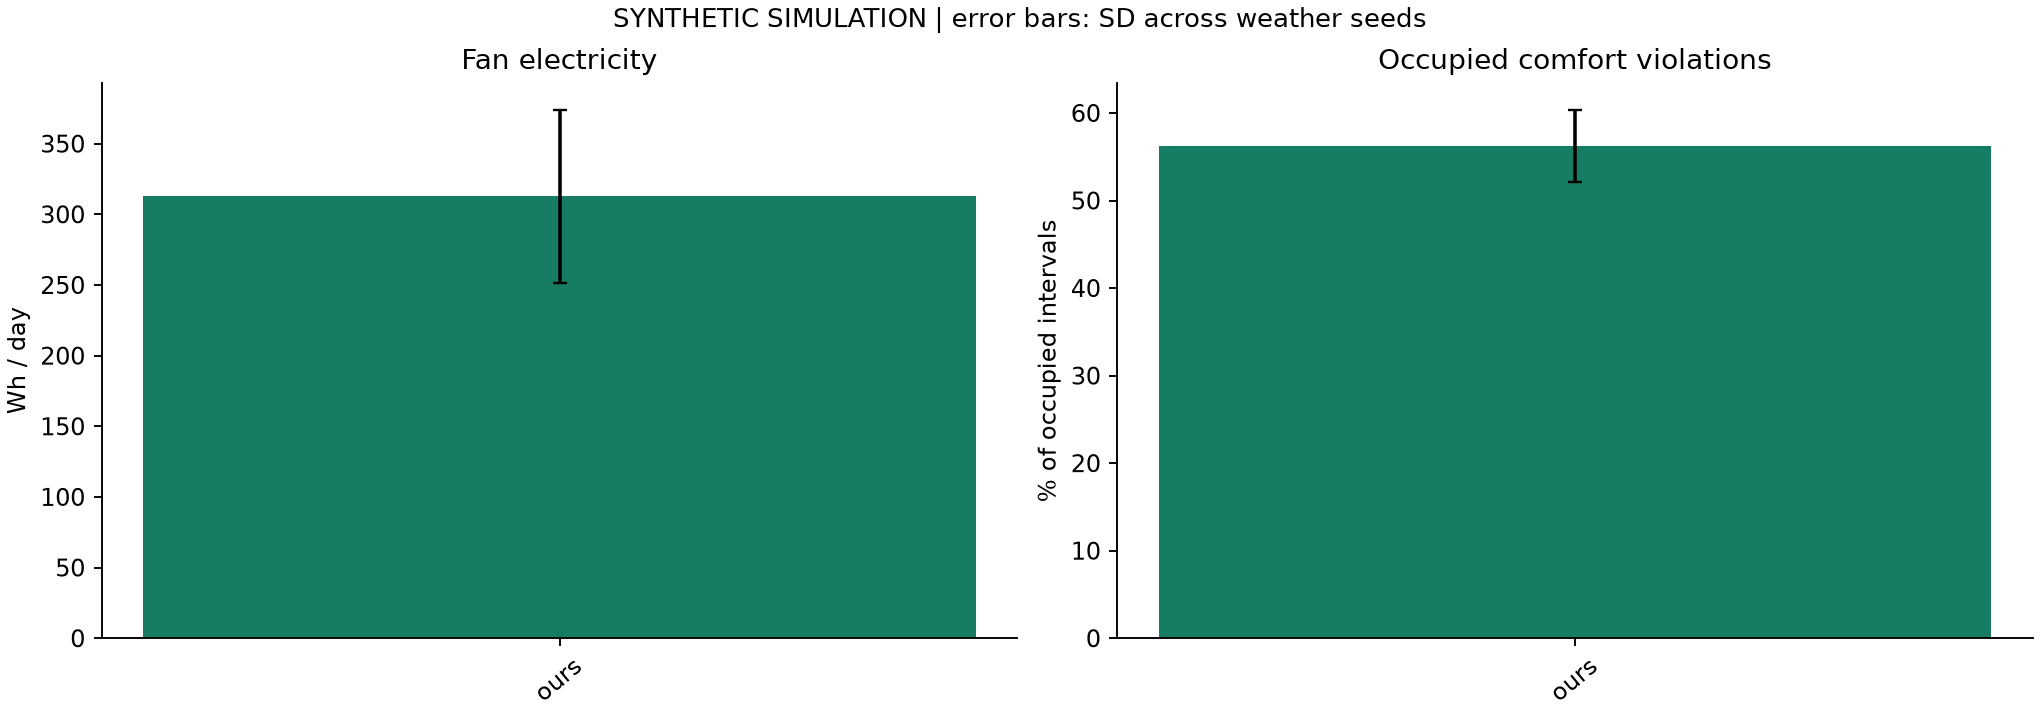 SYNTHETIC SIMULATION | error bars: SD across weather seeds
Fan electricity
Wh / day
350
300
250
200
150
100
50
0
ours
Occupied comfort violations
% of occupied intervals
60
50
40
30
20
10
0
ours